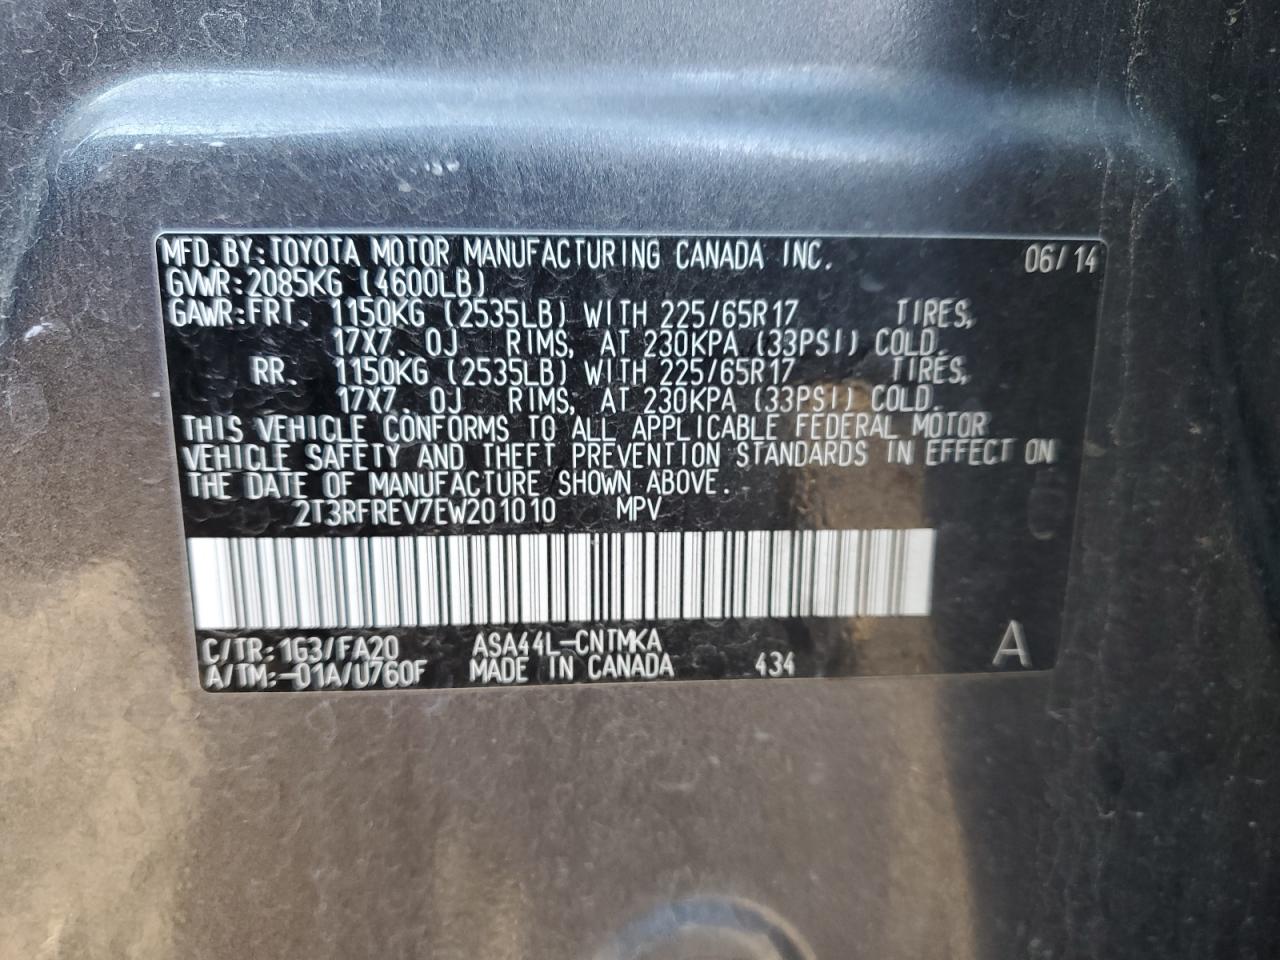 MFD.BY:TOYOTA MOTOR MANUFACTURING CANADA INC. 06/14
GVWR:2085KG (4600LB)
GAWR:FRT. 1150KG (2535LB) WITH 225/65R17 TIRES,
17X7.0J RIMS, AT 230KPA (33PSI) COLD.
RR. 1150KG (2535LB) WITH 225/65R17 TIRES,
17X7.0J RIMS, AT 230KPA (33PSI) COLD.
THIS VEHICLE CONFORMS TO ALL APPLICABLE FEDERAL MOTOR
VEHICLE SAFETY AND THEFT PREVENTION STANDARDS IN EFFECT ON
THE DATE OF MANUFACTURE SHOWN ABOVE.
2T3RFREV7EW201010 MPV
C/TR:1G3/FA20 ASA44L-CNTMKA A
A/TM:-01A/U760F MADE IN CANADA 434